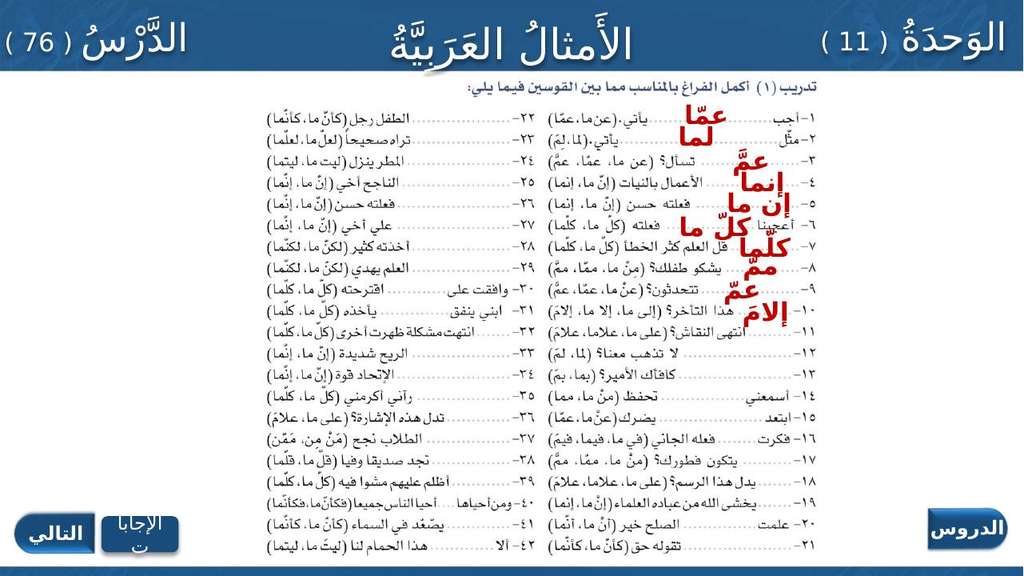 الوَحدَةُ ( 11 )
الأَمثالُ العَرَبِيَّةُ
الدَّرْسُ ( 76 )
تدريب (١) أكمل الفراغ بالمناسب مما بين القوسين فيما يلي:
١- أجب ......عمّا...... يأتي. (عن ما، عمّا)
٢- مثّل ......لما...... يأتي. (لما، لِمَ)
٣- ......عمَّ...... تسأل؟ (عن ما، عمّا، عمَّ)
٤- ......إنما...... الأعمال بالنيات (إنّ ما، إنما)
٥- ......إن ما...... فعلته حسن (إنّ ما، إنما)
٦- أعجبنا ......كلّ ما...... فعلته (كلّ ما، كلّما)
٧- ......كلّما...... قل العلم كثر الخطأ (كلّ ما، كلّما)
٨- ......ممّ...... يشكو طفلك؟ (مِنْ ما، ممّا، ممَّ)
٩- ......عمّ...... تتحدثون؟ (عنْ ما، عمّا، عمَّ)
١٠- ......إلامَ...... هذا التأخر؟ (إلى ما، إلا ما، إلامَ)
١١- ............ انتهى النقاش؟ (على ما، علاما، علامَ)
١٢- ............ لا تذهب معنا؟ (لما، لمَ)
١٣- ............ كافأك الأمير؟ (بما، بمَ)
١٤- أسمعني ............ تحفظ (منْ ما، مما)
١٥- ابتعد ............ يضرك (عنْ ما، عمّا)
١٦- فكرت ............ فعله الجاني (في ما، فيما، فيمَ)
١٧- ............ يتكون فطورك؟ (منْ ما، ممّا، ممَّ)
١٨- ............ يدل هذا الرسم؟ (على ما، علاما، علامَ)
١٩- ............ يخشى الله من عباده العلماء (إنّ ما، إنما)
٢٠- علمت ............ الصلح خير (أنّ ما، أنّما)
٢١- ............ تقوله حق (كأنّ ما، كأنّما)
٢٢- ............ الطفل رجل (كأنّ ما، كأنّما)
٢٣- ............ تراه صحيحاً (لعلّ ما، لعلّما)
٢٤- ............ المطر ينزل (ليت ما، ليتما)
٢٥- ............ الناجح أخي (إنّ ما، إنّما)
٢٦- ............ فعلته حسن (إنّ ما، إنّما)
٢٧- ............ علي أخي (إنّ ما، إنّما)
٢٨- ............ أخذته كثير (لكنّ ما، لكنّما)
٢٩- ............ العلم يهدي (لكنّ ما، لكنّما)
٣٠- وافقت على ............ اقترحته (كلّ ما، كلّما)
٣١- ابني ينفق ............ يأخذه (كلّ ما، كلّما)
٣٢- ............ انتهت مشكلة ظهرت أخرى (كلّ ما، كلّما)
٣٣- ............ الريح شديدة (إنّ ما، إنّما)
٣٤- ............ الإتحاد قوة (إنّ ما، إنّما)
٣٥- ............ رآني أكرمني (كلّ ما، كلّما)
٣٦- ............ تدل هذه الإشارة؟ (على ما، علامَ)
٣٧- ............ الطلاب نجح (مَنْ مِن، مَمّن)
٣٨- ............ تجد صديقا وفيا (قلّ ما، قلّما)
٣٩- ............ أظلم عليهم مشوا فيه (كلّ ما، كلّما)
٤٠- ومن أحياها ............ أحيا الناس جميعا (فكأنّ ما، فكأنّما)
٤١- ............ يصّعّد في السماء (كأنّ ما، كأنّما)
٤٢- ألا ............ هذا الحمام لنا (ليتَ ما، ليتما)
الدروس
الإجابات
التالي